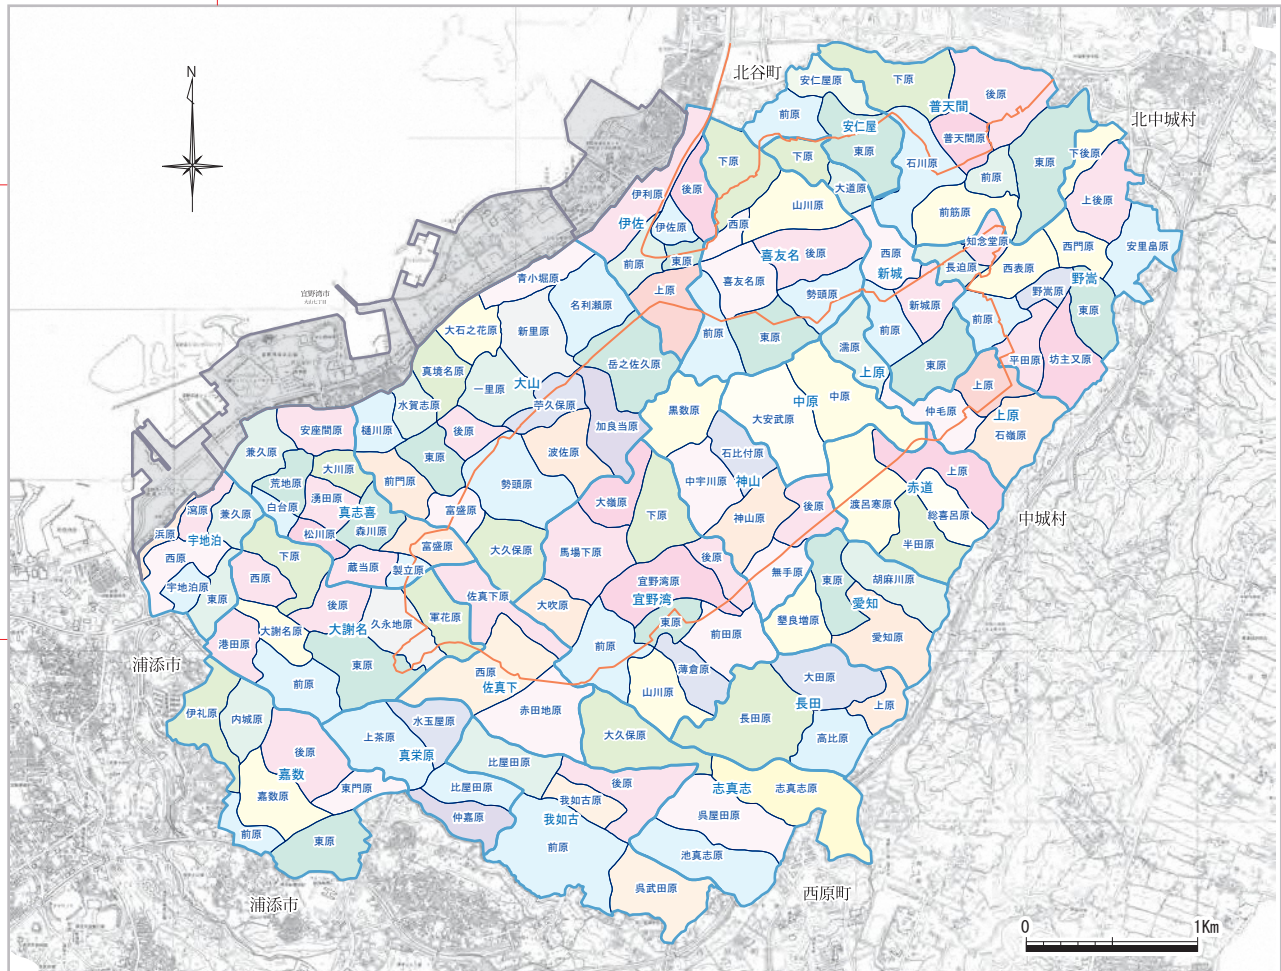 N
北谷町
北中城村
中城村
西原町
浦添市
浦添市
宜野湾市
安仁屋原
下原
後原
普天間
前原
安仁屋
普天間原
東原
石川原
前原
東原
下後原
上後原
下原
下原
大道原
山川原
前筋原
伊利原
後原
伊佐
伊佐原
西原
喜友名
後原
西原
新城
知念堂原
西門原
安里畠原
前原
東原
喜友名原
長迫原
西表原
野嵩
青小堀原
名利瀬原
上原
勢頭原
新城原
野嵩原
東原
前原
大石之花原
新里原
前原
東原
濡原
前原
平田原
坊主又原
岳之佐久原
真境名原
一里原
大山
上原
東原
上原
苧久保原
黒数原
大安武原
中原
中原
仲毛原
上原
水賀志原
加良当原
石嶺原
安座間原
樋川原
後原
兼久原
東原
波佐原
石比付原
神山
上原
赤道
荒地原
大川原
前門原
勢頭原
中宇川原
潟原
兼久原
白台原
湧田原
真志喜
大嶺原
下原
神山原
後原
渡呂寒原
総喜呂原
浜原
宇地泊
松川原
森川原
富盛原
西原
下原
富盛原
大久保原
馬場下原
後原
半田原
蔵当原
製立原
無手原
東原
胡麻川原
宇地泊原
東原
西原
宜野湾原
宜野湾
愛知
後原
佐真下原
大吹原
墾良増原
大謝名原
大謝名
久永地原
軍花原
東原
前田原
愛知原
港田原
東原
前原
前原
西原
佐真下
山川原
薄倉原
大田原
長田
上原
伊礼原
内城原
水玉屋原
赤田地原
長田原
上茶原
真栄原
大久保原
高比原
後原
嘉数
比屋田原
嘉数原
東門原
比屋田原
後原
志真志
志真志原
仲嘉原
我如古原
我如古
呉屋田原
前原
東原
前原
池真志原
呉武田原
0
1Km